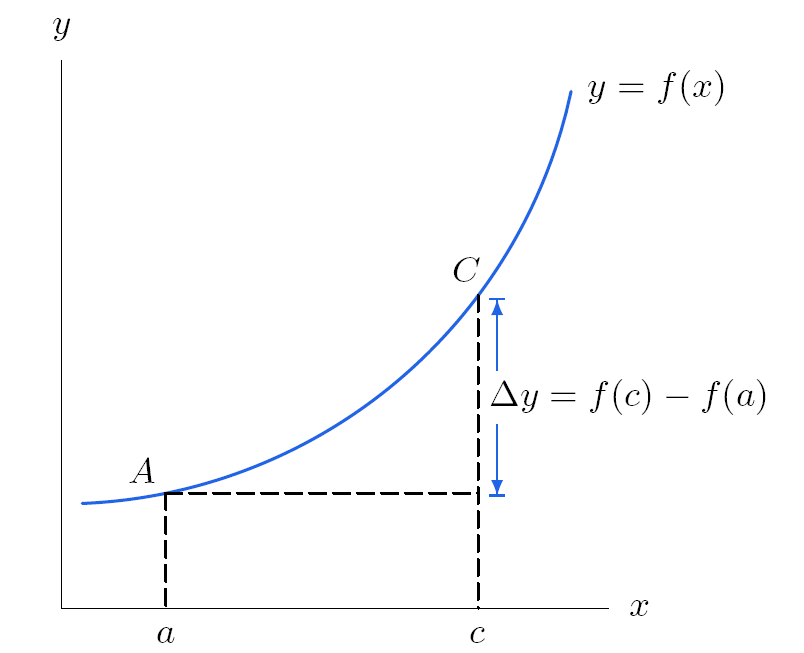 y
y = f(x)
C
Δy = f(c) − f(a)
A
x
a
c